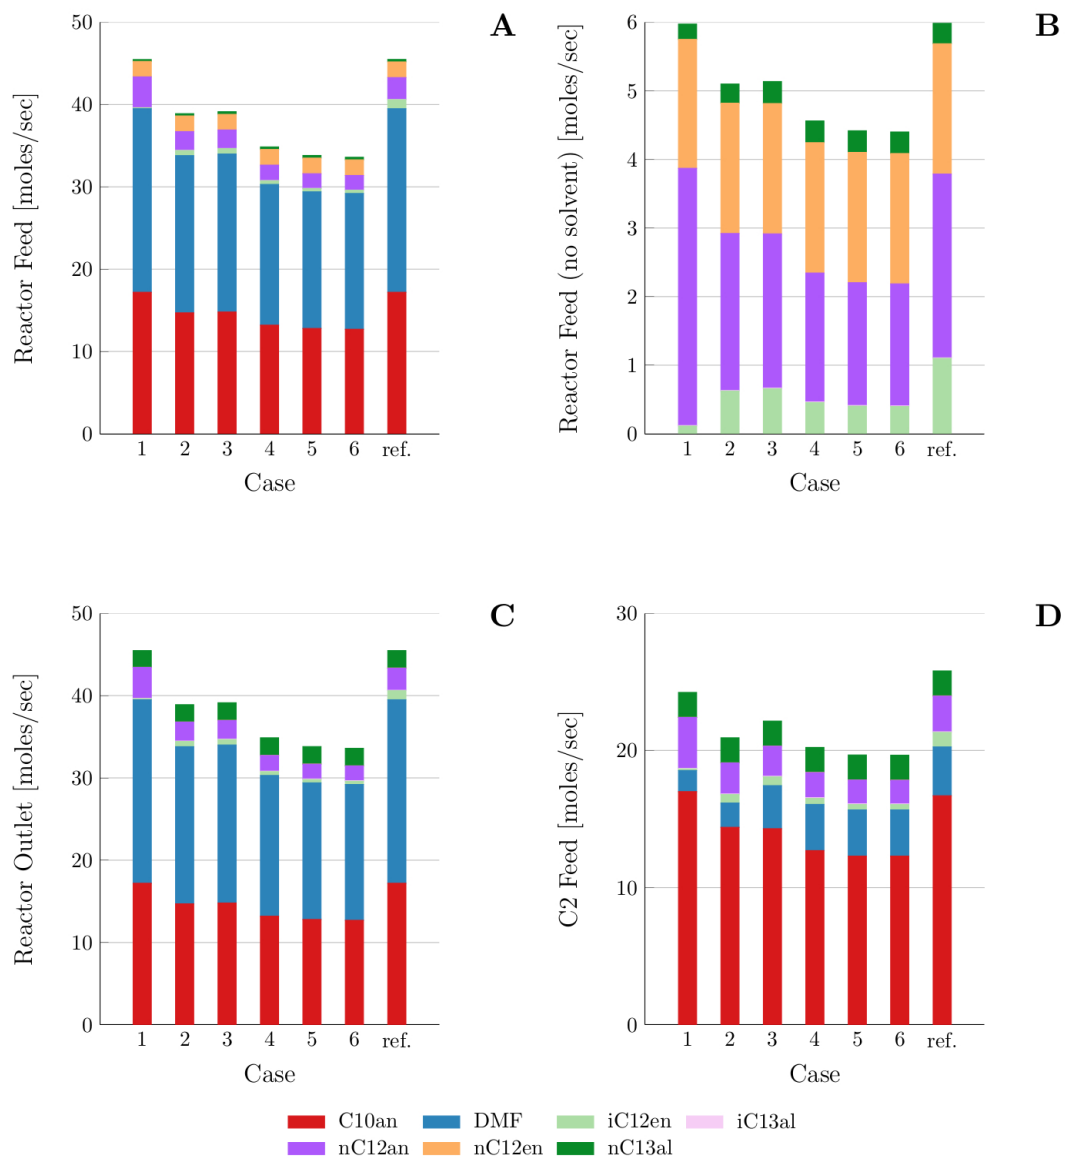 A
Reactor Feed [moles/sec]
50
40
30
20
10
0
1 2 3 4 5 6 ref.
Case
B
Reactor Feed (no solvent) [moles/sec]
6
5
4
3
2
1
0
1 2 3 4 5 6 ref.
Case
C
Reactor Outlet [moles/sec]
50
40
30
20
10
0
1 2 3 4 5 6 ref.
Case
D
C2 Feed [moles/sec]
30
20
10
0
1 2 3 4 5 6 ref.
Case
C10an DMF iC12en iC13al
nC12an nC12en nC13al